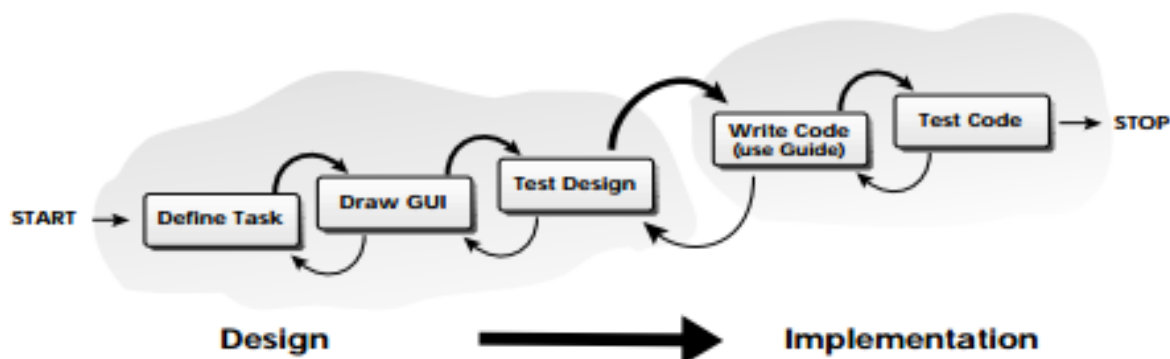 START
Define Task
Draw GUI
Test Design
Write Code
(use Guide)
Test Code
STOP
Design
Implementation